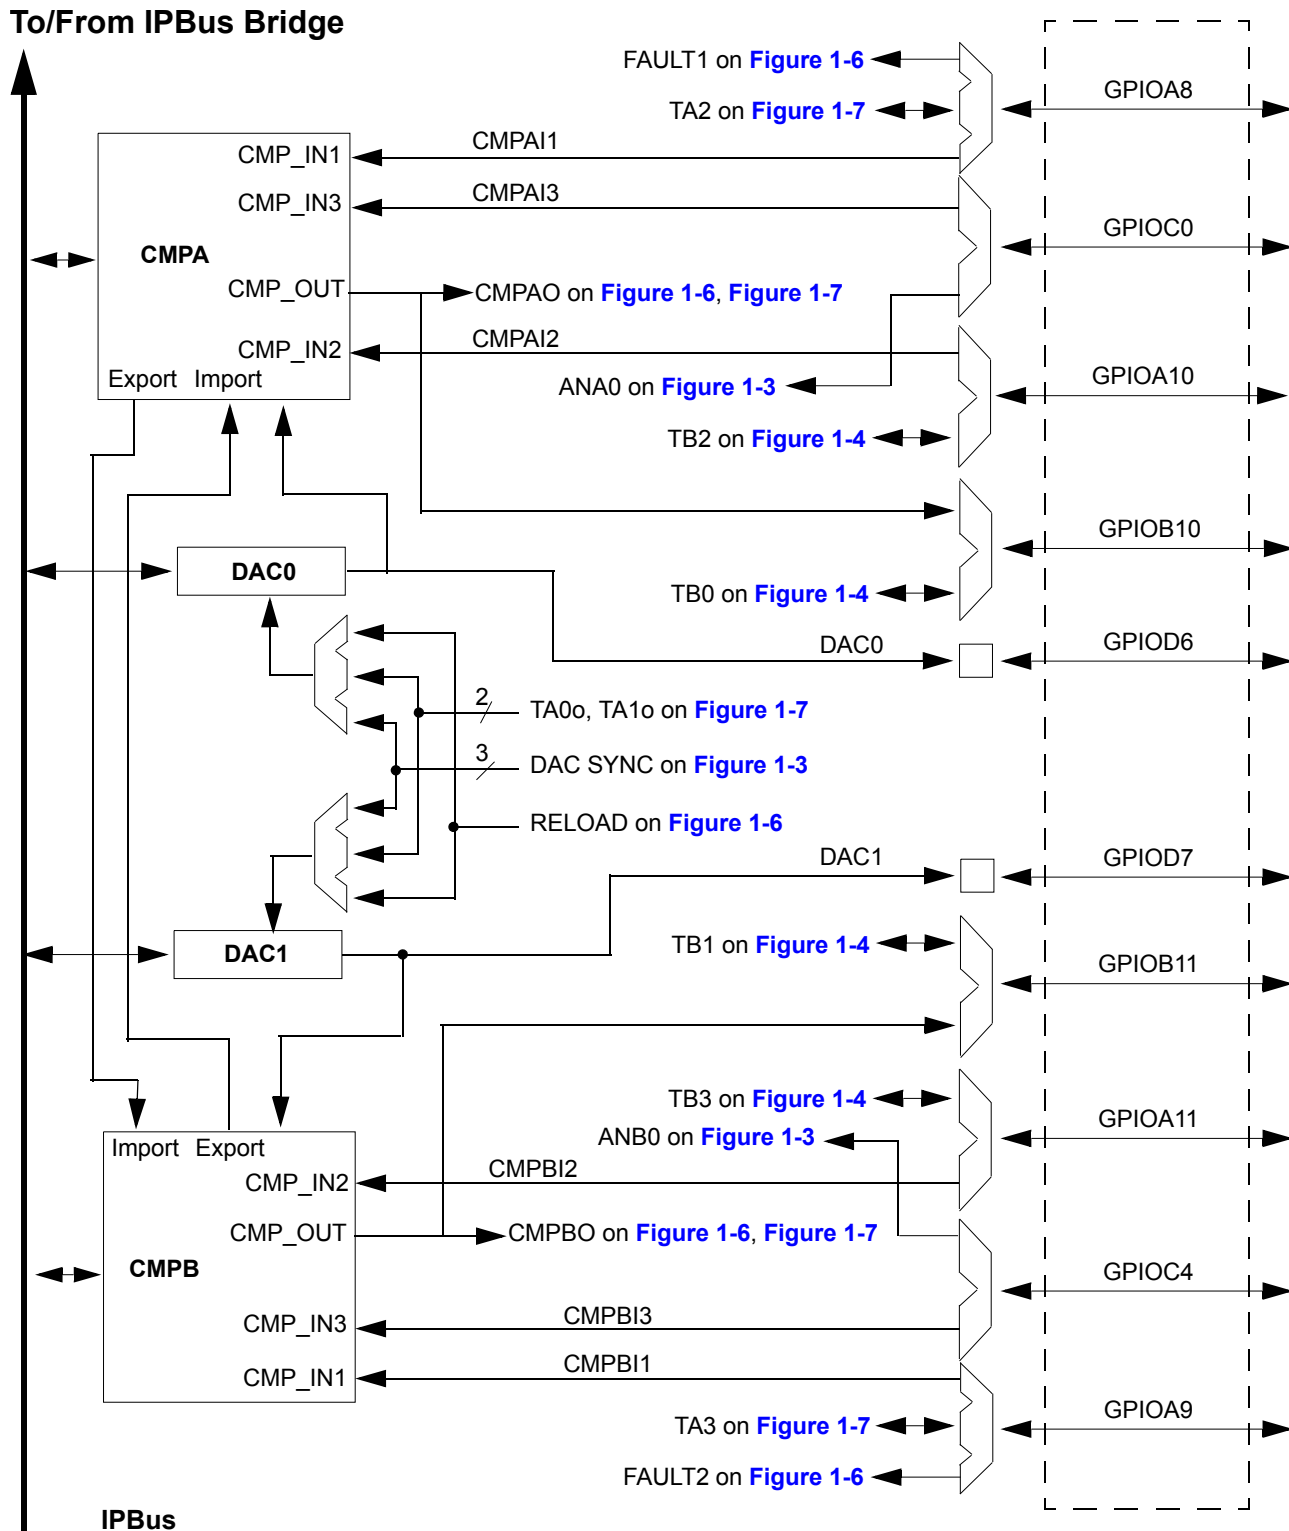 To/From IPBus Bridge
FAULT1 on Figure 1-6
GPIOA8
TA2 on Figure 1-7
CMPAI1
CMP_IN1
CMPAI3
CMP_IN3
GPIOC0
CMPA
CMP_OUT
CMPAO on Figure 1-6, Figure 1-7
CMPAI2
CMP_IN2
Export Import
ANA0 on Figure 1-3
GPIOA10
TB2 on Figure 1-4
GPIOB10
DAC0
TB0 on Figure 1-4
DAC0
GPIOD6
2
TA0o, TA1o on Figure 1-7
3
DAC SYNC on Figure 1-3
RELOAD on Figure 1-6
DAC1
GPIOD7
DAC1
TB1 on Figure 1-4
GPIOB11
TB3 on Figure 1-4
GPIOA11
ANB0 on Figure 1-3
Import Export
CMPBI2
CMP_IN2
CMP_OUT
CMPBO on Figure 1-6, Figure 1-7
CMPB
GPIOC4
CMPBI3
CMP_IN3
CMPBI1
CMP_IN1
GPIOA9
TA3 on Figure 1-7
FAULT2 on Figure 1-6
IPBus